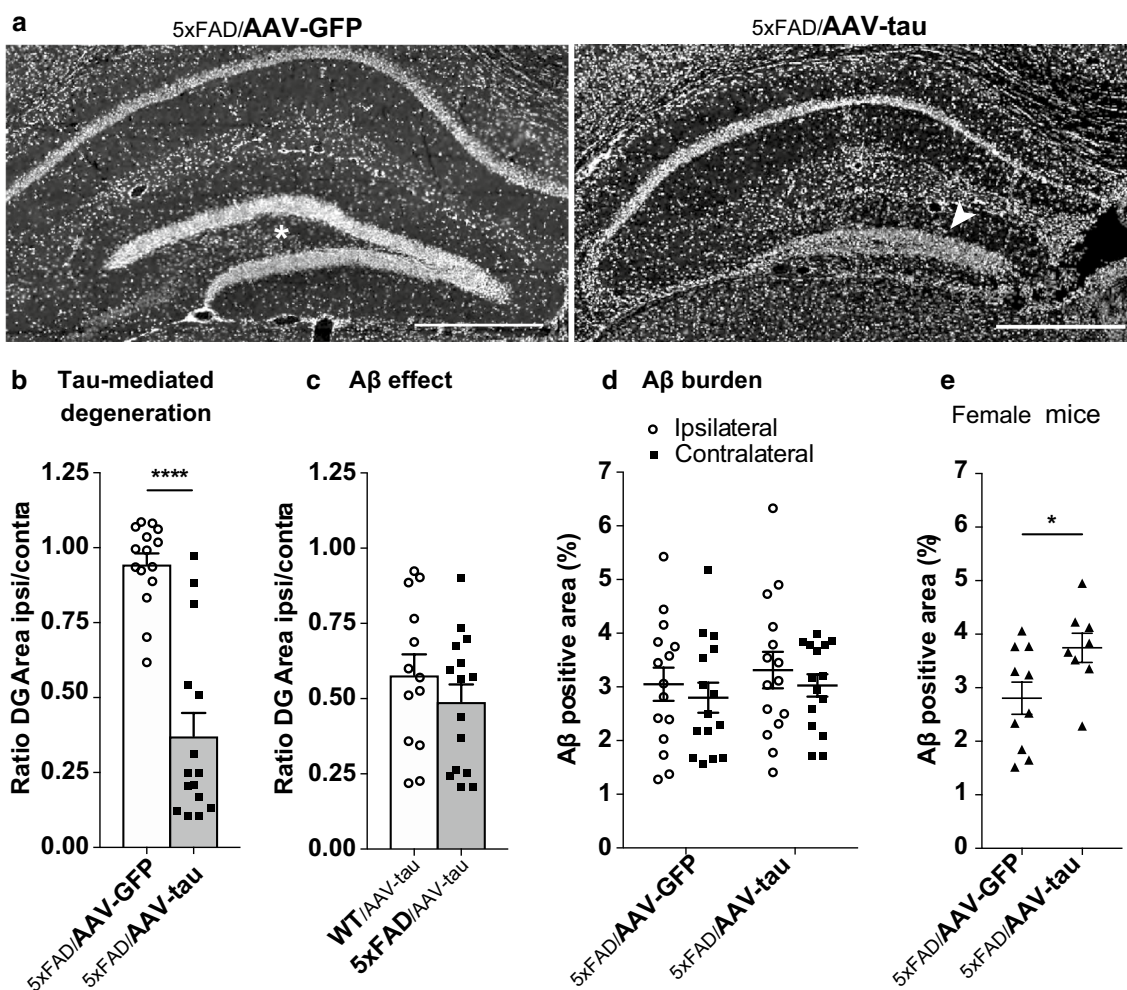 a
5xFAD/AAV-GFP
5xFAD/AAV-tau
*
b Tau-mediated
degeneration
c Aβ effect
d Aβ burden
e
Female mice
Ipsilateral
Contralateral
Ratio DG Area ipsi/contra
1.25
1.00
0.75
0.50
0.25
0.00
****
5xFAD/AAV-GFP
5xFAD/AAV-tau
Ratio DG Area ipsi/contra
1.25
1.00
0.75
0.50
0.25
0.00
WT/AAV-tau
5xFAD/AAV-tau
Aβ positive area (%)
7
6
5
4
3
2
1
0
5xFAD/AAV-GFP
5xFAD/AAV-tau
Aβ positive area (%)
7
6
5
4
3
2
1
0
*
5xFAD/AAV-GFP
5xFAD/AAV-tau